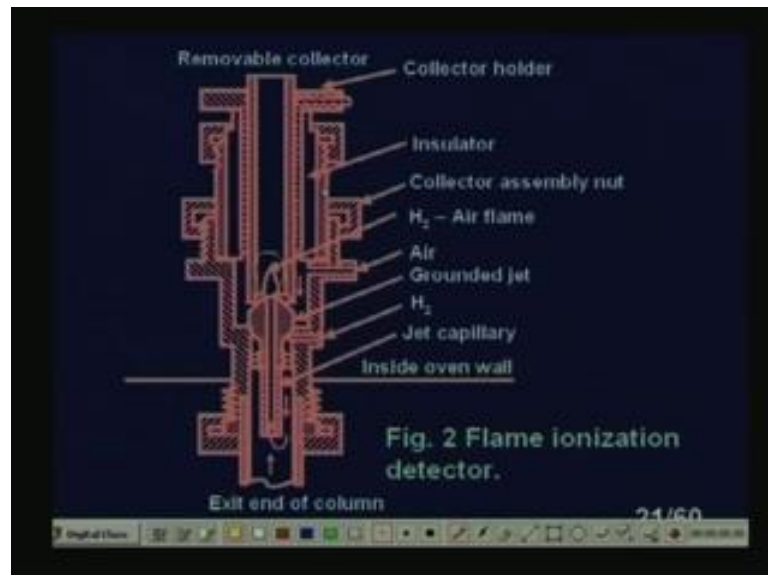 Removable collector
Collector holder
Insulator
Collector assembly nut
H₂ – Air flame
Air
Grounded jet
H₂
Jet capillary
Inside oven wall
Fig. 2 Flame ionization
detector.
Exit end of column
21/60